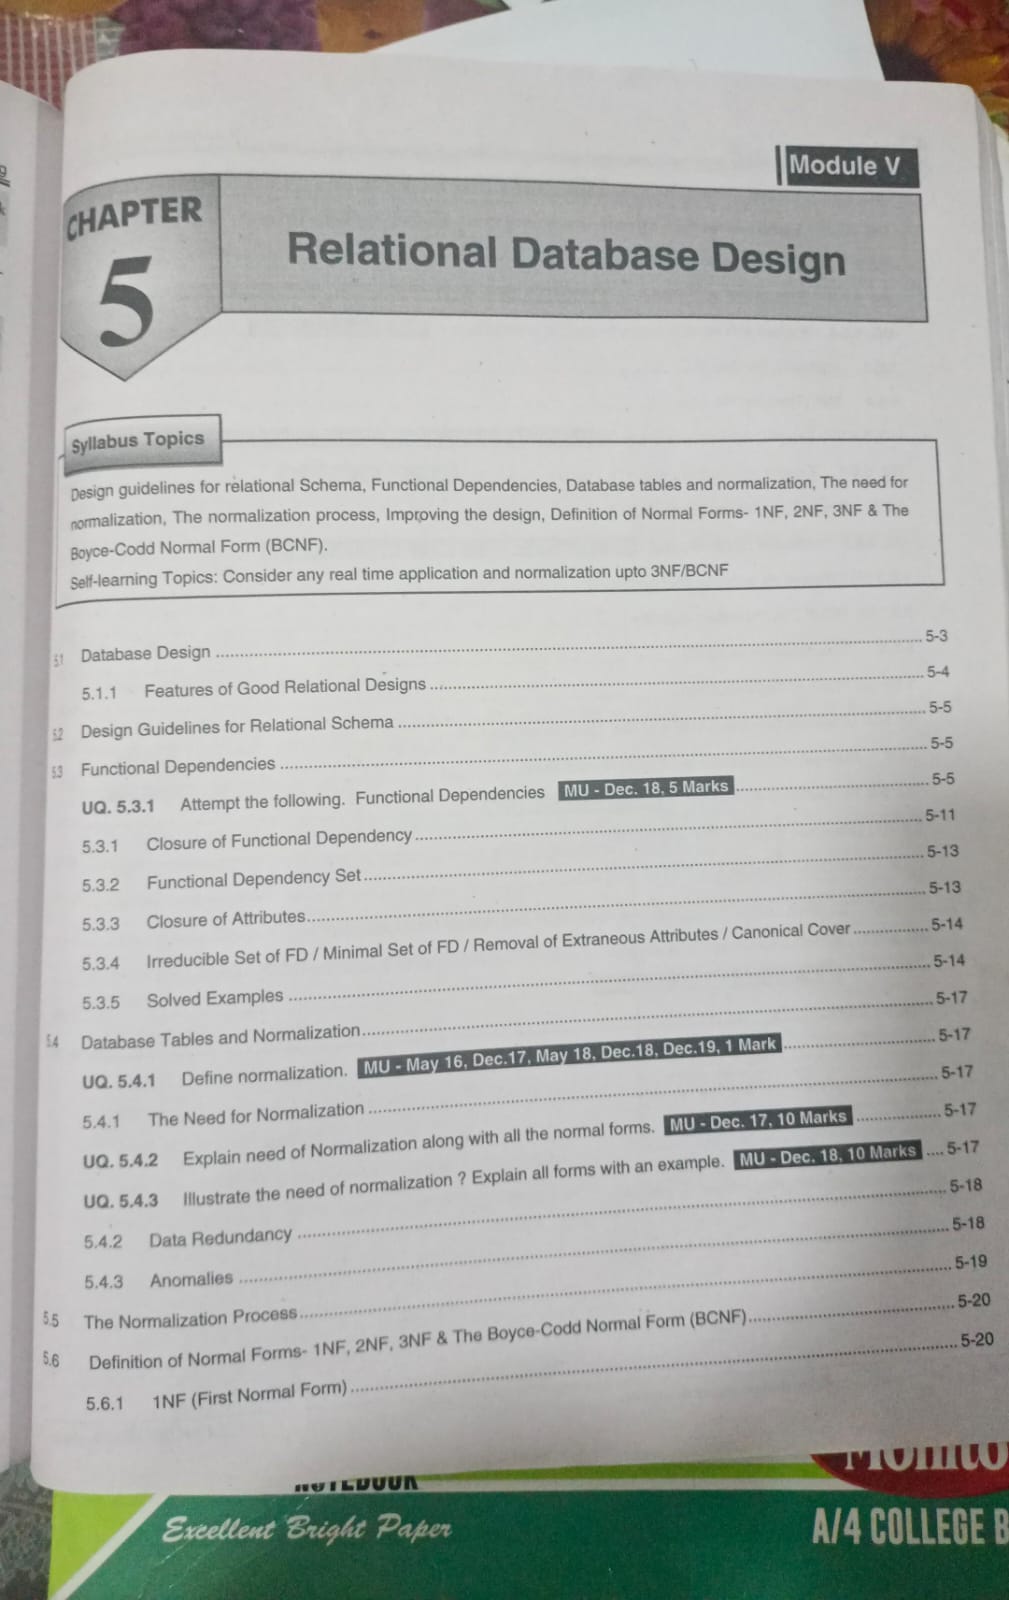 Module V
CHAPTER
5
Relational Database Design
Syllabus Topics
Design guidelines for relational Schema, Functional Dependencies, Database tables and normalization, The need for
normalization, The normalization process, Improving the design, Definition of Normal Forms- 1NF, 2NF, 3NF & The
Boyce-Codd Normal Form (BCNF).
Self-learning Topics: Consider any real time application and normalization upto 3NF/BCNF
5.1 Database Design ... 5-3
5.1.1 Features of Good Relational Designs ... 5-4
5.2 Design Guidelines for Relational Schema ... 5-5
5.3 Functional Dependencies ... 5-5
UQ. 5.3.1 Attempt the following. Functional Dependencies MU - Dec. 18, 5 Marks ... 5-5
5.3.1 Closure of Functional Dependency ... 5-11
5.3.2 Functional Dependency Set ... 5-13
5.3.3 Closure of Attributes ... 5-13
5.3.4 Irreducible Set of FD / Minimal Set of FD / Removal of Extraneous Attributes / Canonical Cover ... 5-14
5.3.5 Solved Examples ... 5-14
5.4 Database Tables and Normalization ... 5-17
UQ. 5.4.1 Define normalization. MU - May 16, Dec.17, May 18, Dec.18, Dec.19, 1 Mark ... 5-17
5.4.1 The Need for Normalization ... 5-17
UQ. 5.4.2 Explain need of Normalization along with all the normal forms. MU - Dec. 17, 10 Marks ... 5-17
UQ. 5.4.3 Illustrate the need of normalization ? Explain all forms with an example. MU - Dec. 18, 10 Marks .... 5-17
5.4.2 Data Redundancy ... 5-18
5.4.3 Anomalies ... 5-18
5.5 The Normalization Process ... 5-19
5.6 Definition of Normal Forms- 1NF, 2NF, 3NF & The Boyce-Codd Normal Form (BCNF) ... 5-20
5.6.1 1NF (First Normal Form) ... 5-20
NOTEBOOK
Excellent Bright Paper
A/4 COLLEGE B